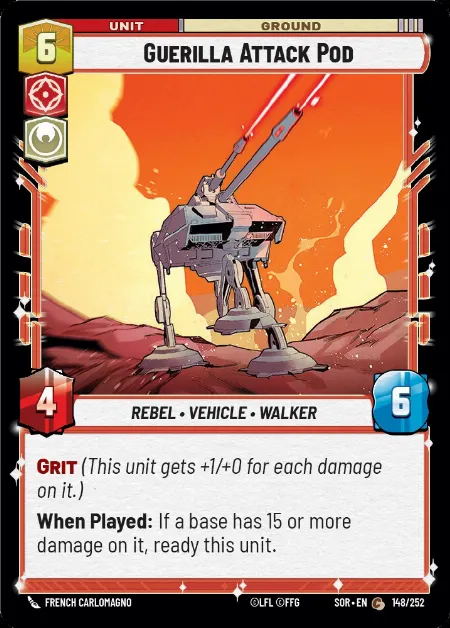 UNIT
GROUND
6
GUERILLA ATTACK POD
4
REBEL • VEHICLE • WALKER
6
GRIT (This unit gets +1/+0 for each damage
on it.)
When Played: If a base has 15 or more
damage on it, ready this unit.
FRENCH CARLOMAGNO
©LFL ©FFG
SOR • EN C 148/252